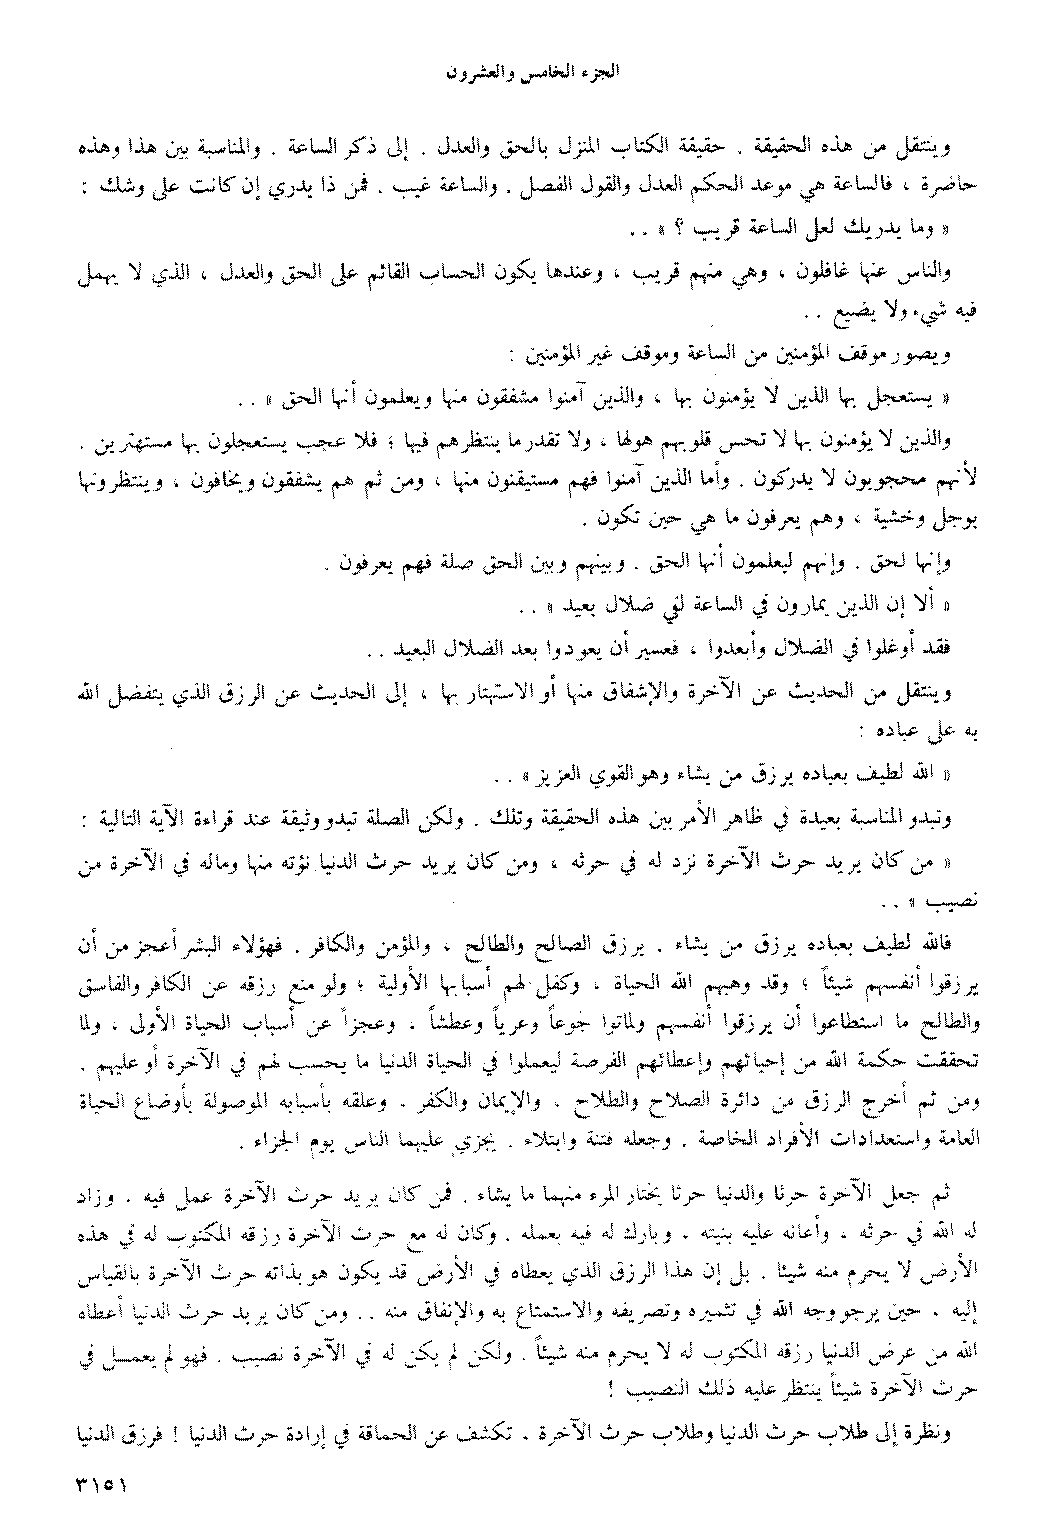 الجزء الخامس والعشرون
وينتقل من هذه الحقيقة . حقيقة الكتاب المنزل بالحق والعدل . إلى ذكر الساعة . والمناسبة بين هذا وهذه
حاضرة ، فالساعة هي موعد الحكم العدل والقول الفصل . والساعة غيب . فمن ذا يدري إن كانت على وشك :
« وما يدريك لعل الساعة قريب ؟ » ..
والناس عنها غافلون ، وهي منهم قريب ، وعندها يكون الحساب القائم على الحق والعدل ، الذي لا يهمل
فيه شيء ولا يضيع ..
ويصور موقف المؤمنين من الساعة وموقف غير المؤمنين :
« يستعجل بها الذين لا يؤمنون بها ، والذين آمنوا مشفقون منها ويعلمون أنها الحق » ..
والذين لا يؤمنون بها لا تحس قلوبهم هولها ، ولا تقدر ما ينتظرهم فيها ؛ فلا عجب يستعجلون بها مستهترين .
لأنهم محجوبون لا يدركون . وأما الذين آمنوا فهم مستيقنون منها ، ومن ثم هم يشفقون ويخافون ، وينتظرونها
بوجل وخشية ، وهم يعرفون ما هي حين تكون .
وإنها لحق . وإنهم ليعلمون أنها الحق . وبينهم وبين الحق صلة فهم يعرفون .
« ألا إن الذين يمارون في الساعة لفي ضلال بعيد » ..
فقد أوغلوا في الضلال وأبعدوا ، فعسير أن يعودوا بعد الضلال البعيد ..
وينتقل من الحديث عن الآخرة والإشفاق منها أو الاستهتار بها ، إلى الحديث عن الرزق الذي يتفضل الله
به على عباده :
« الله لطيف بعباده يرزق من يشاء وهو القوي العزيز » ..
وتبدو المناسبة بعيدة في ظاهر الأمر بين هذه الحقيقة وتلك . ولكن الصلة تبدو وثيقة عند قراءة الآية التالية :
« من كان يريد حرث الآخرة نزد له في حرثه ، ومن كان يريد حرث الدنيا نؤته منها وماله في الآخرة من
نصيب » ..
فالله لطيف بعباده يرزق من يشاء . يرزق الصالح والطالح ، والمؤمن والكافر . فهؤلاء البشر أعجز من أن
يرزقوا أنفسهم شيئاً ؛ وقد وهبهم الله الحياة ، وكفل لهم أسبابها الأولية ؛ ولو منع رزقه عن الكافر والفاسق
والطالح ما استطاعوا أن يرزقوا أنفسهم ولماتوا جوعاً وعرياً وعطشاً ، وعجزاً عن أسباب الحياة الأولى ، ولما
تحققت حكمة الله من إحيائهم وإعطائهم الفرصة ليعملوا في الحياة الدنيا ما يحسب لهم في الآخرة أو عليهم .
ومن ثم أخرج الرزق من دائرة الصلاح والطلاح ، والإيمان والكفر ، وعلقه بأسبابه الموصولة بأوضاع الحياة
العامة واستعدادات الأفراد الخاصة . وجعله فتنة وابتلاء . يجزي عليهما الناس يوم الجزاء .
ثم جعل الآخرة حرثا والدنيا حرثا يختار المرء منهما ما يشاء . فمن كان يريد حرث الآخرة عمل فيه ، وزاد
له الله في حرثه ، وأعانه عليه بنيته ، وبارك له فيه بعمله . وكان له مع حرث الآخرة رزقه المكتوب له في هذه
الأرض لا يحرم منه شيئا . بل إن هذا الرزق الذي يعطاه في الأرض قد يكون هو بذاته حرث الآخرة بالقياس
إليه ، حين يرجو وجه الله في تثميره وتصريفه والاستمتاع به والإنفاق منه .. ومن كان يريد حرث الدنيا أعطاه
الله من عرض الدنيا رزقه المكتوب له لا يحرم منه شيئاً . ولكن لم يكن له في الآخرة نصيب . فهو لم يعمل في
حرث الآخرة شيئاً ينتظر عليه ذلك النصيب !
ونظرة إلى طلاب حرث الدنيا وطلاب حرث الآخرة ، تكشف عن الحماقة في إرادة حرث الدنيا ! فرزق الدنيا
٣١٥١